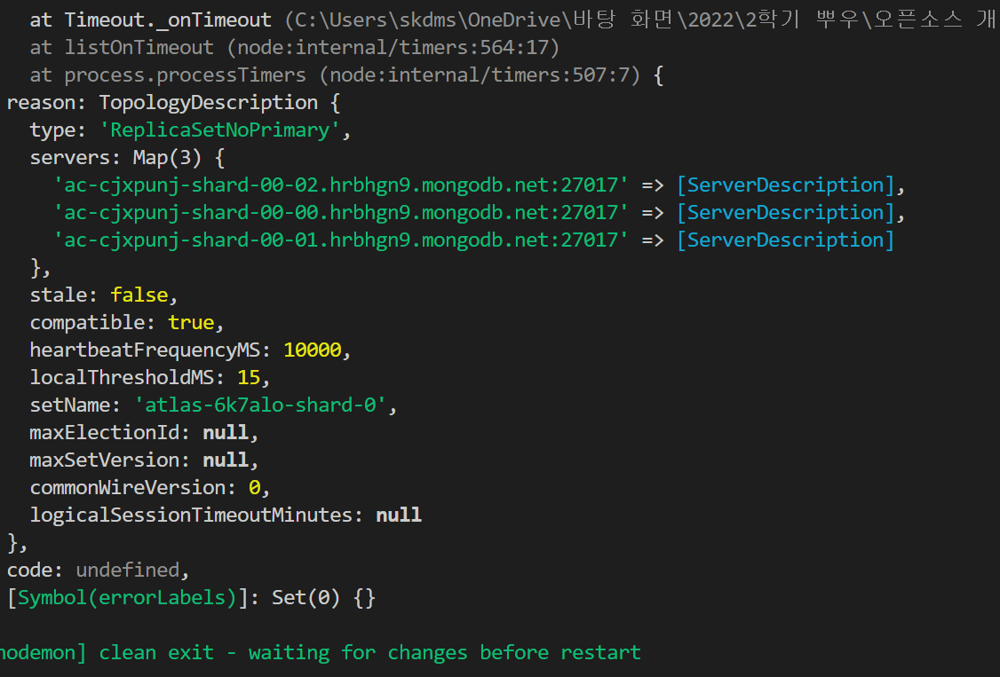 at Timeout._onTimeout (C:\Users\skdms\OneDrive\바탕 화면\2022\2학기 뿌우\오픈소스 개
at listOnTimeout (node:internal/timers:564:17)
at process.processTimers (node:internal/timers:507:7) {
reason: TopologyDescription {
type: 'ReplicaSetNoPrimary',
servers: Map(3) {
'ac-cjxpunj-shard-00-02.hrbhgn9.mongodb.net:27017' => [ServerDescription],
'ac-cjxpunj-shard-00-00.hrbhgn9.mongodb.net:27017' => [ServerDescription],
'ac-cjxpunj-shard-00-01.hrbhgn9.mongodb.net:27017' => [ServerDescription]
},
stale: false,
compatible: true,
heartbeatFrequencyMS: 10000,
localThresholdMS: 15,
setName: 'atlas-6k7alo-shard-0',
maxElectionId: null,
maxSetVersion: null,
commonWireVersion: 0,
logicalSessionTimeoutMinutes: null
},
code: undefined,
[Symbol(errorLabels)]: Set(0) {}
nodemon] clean exit - waiting for changes before restart